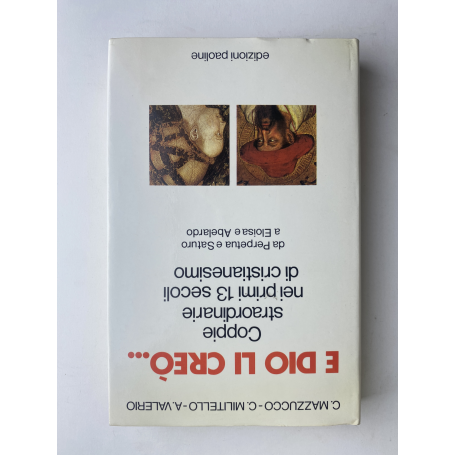 C. MAZZUCCO - C. MILITELLO - A. VALERIO
E DIO LI CREÒ...
Coppie
straordinarie
nei primi 13 secoli
di cristianesimo
da Perpetua e Saturo
a Eloisa e Abelardo
edizioni paoline